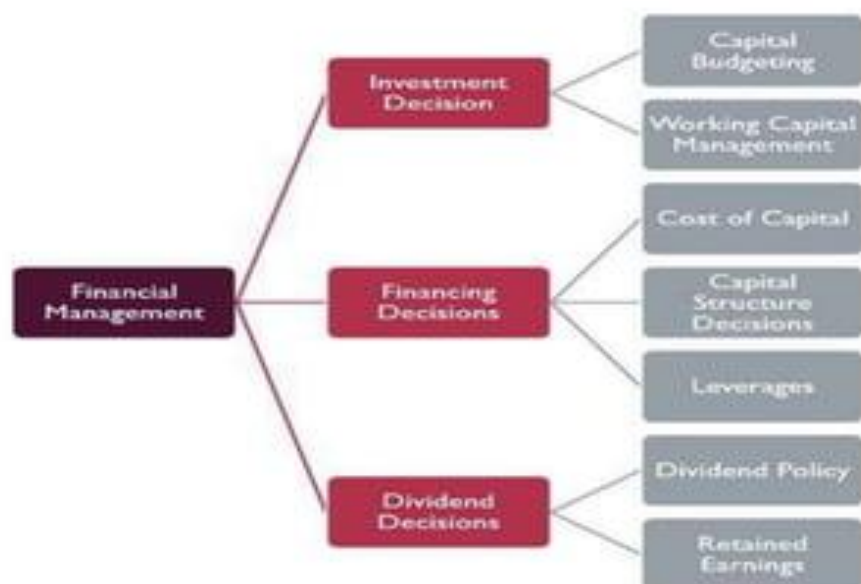 Capital
Budgeting
Investment
Decision
Working Capital
Management
Cost of Capital
Financial
Management
Financing
Decisions
Capital
Structure
Decisions
Leverages
Dividend Policy
Dividend
Decisions
Retained
Earnings